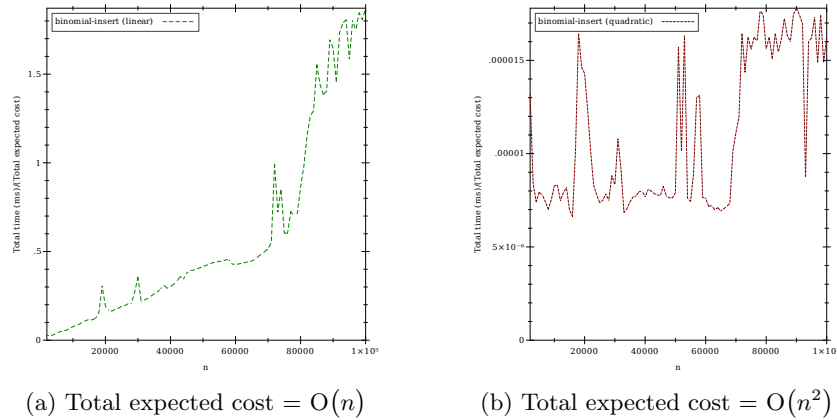 binomial-insert (linear)
Total time (ms)/(Total expected cost)
1.5
1
.5
0
20000 40000 60000 80000 1×10⁵
n
(a) Total expected cost = O(n)
binomial-insert (quadratic)
Total time (ms)/(Total expected cost)
.000015
.00001
5×10⁻⁶
0
20000 40000 60000 80000 1×10
n
(b) Total expected cost = O(n²)